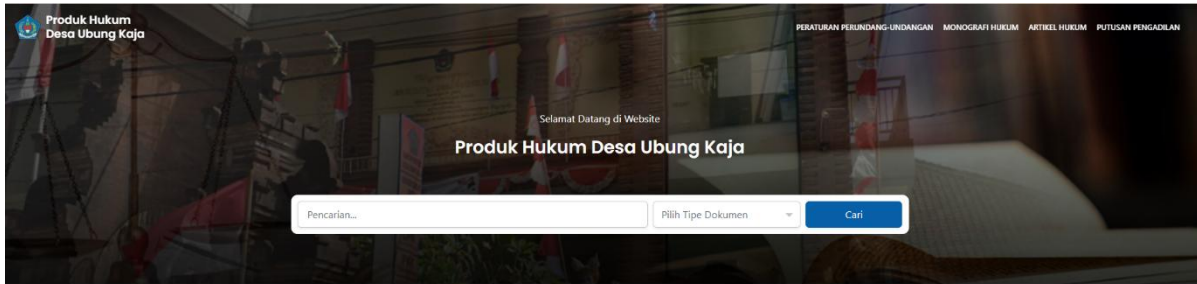 Produk Hukum
Desa Ubung Kaja
PERATURAN PERUNDANG-UNDANGAN MONOGRAFI HUKUM ARTIKEL HUKUM PUTUSAN PENGADILAN
Selamat Datang di Website
Produk Hukum Desa Ubung Kaja
Pencarian... Pilih Tipe Dokumen Cari